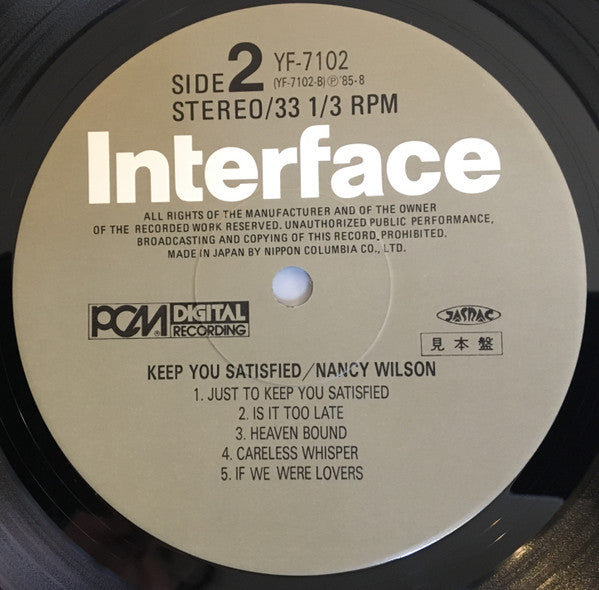 SIDE 2 YF-7102
(YF-7102-B) Ⓟ '85-8
STEREO/33 1/3 RPM
Interface
ALL RIGHTS OF THE MANUFACTURER AND OF THE OWNER
OF THE RECORDED WORK RESERVED. UNAUTHORIZED PUBLIC PERFORMANCE,
BROADCASTING AND COPYING OF THIS RECORD PROHIBITED.
MADE IN JAPAN BY NIPPON COLUMBIA CO., LTD.
PCM® DIGITAL
RECORDING
JASRAC
見本盤
KEEP YOU SATISFIED/NANCY WILSON
1. JUST TO KEEP YOU SATISFIED
2. IS IT TOO LATE
3. HEAVEN BOUND
4. CARELESS WHISPER
5. IF WE WERE LOVERS